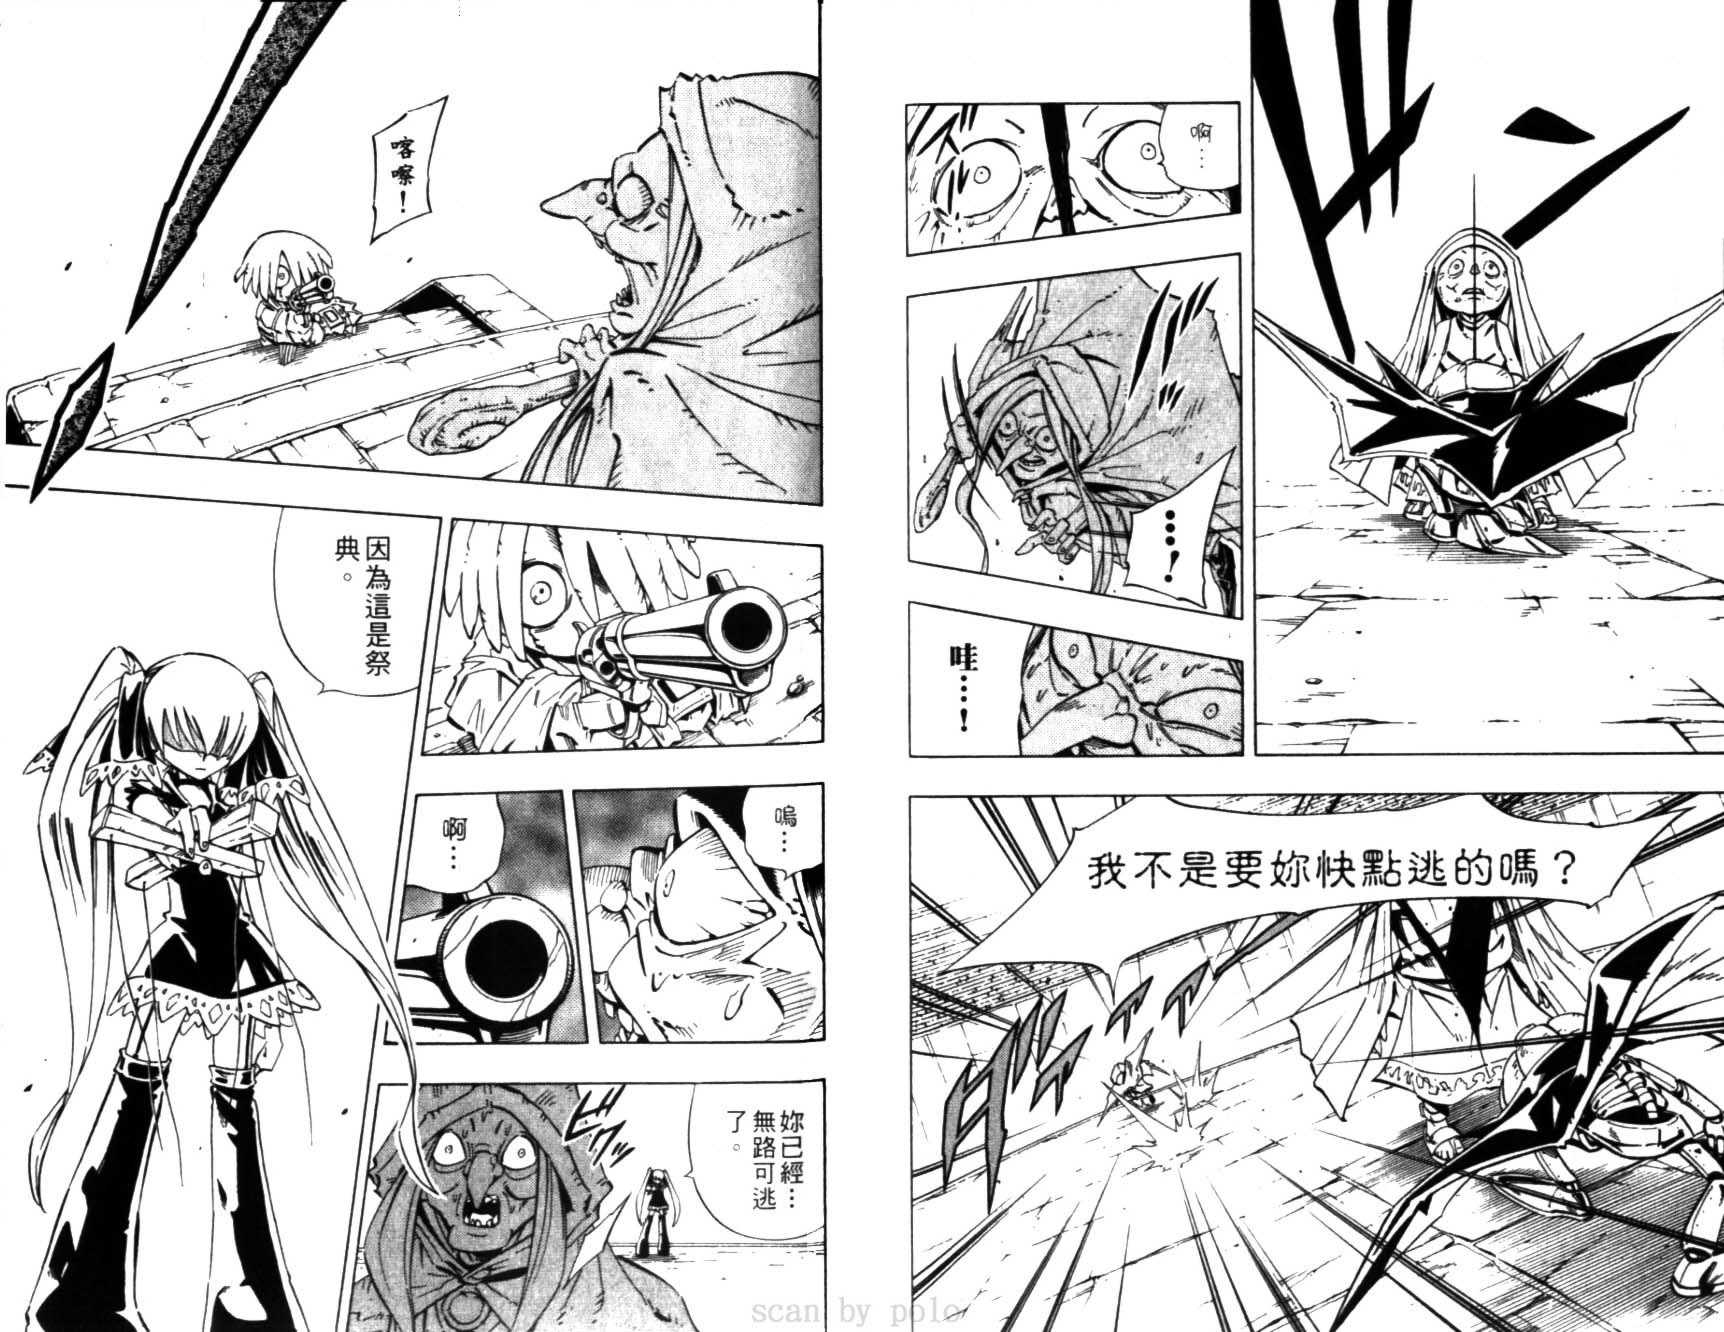 啊…
……!
哇…!
我不是要妳快點逃的嗎？
喀嚓!
因為這是祭
典。
嗚…
啊…
妳已經…
無路可逃
了。
scan by polo